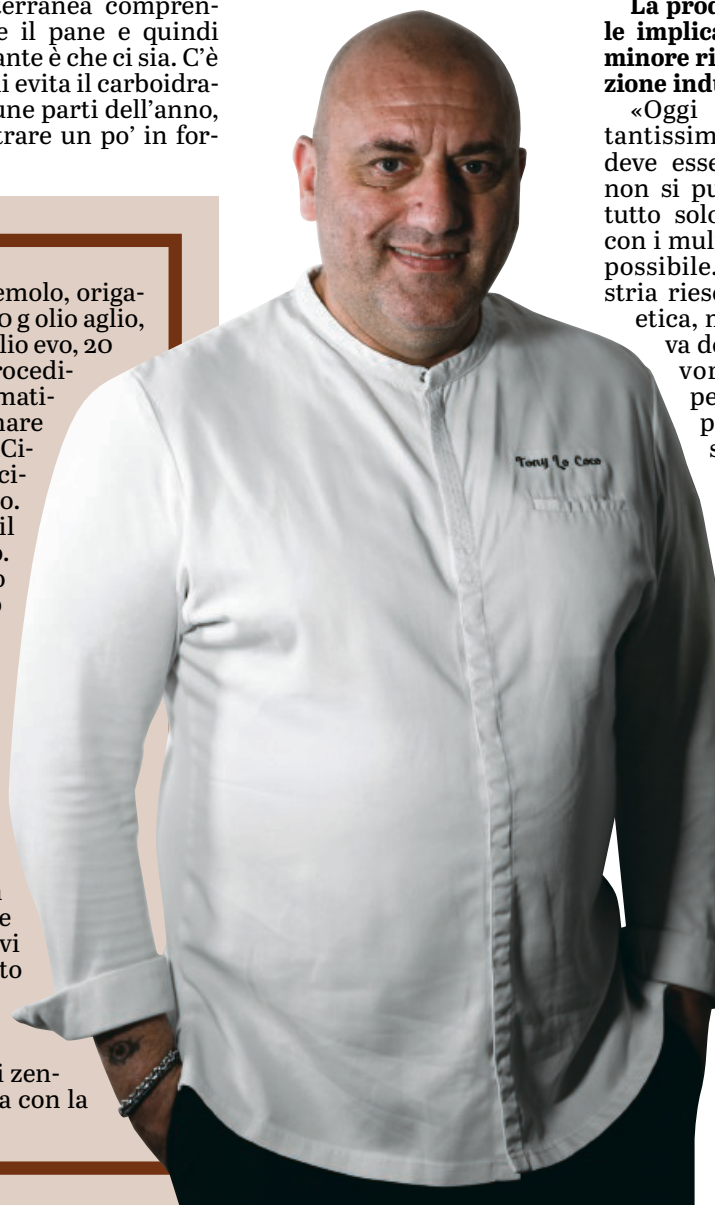 terranea compren-
e il pane e quindi
ante è che ci sia. C'è
i evita il carboidra-
une parti dell'anno,
trare un po' in for-
emolo, origa-
0 g olio aglio,
lio evo, 20
rocedi-
mati-
nare
Ci-
ci-
o.
il
o.
o
o
e
vi
to
i zen-
a con la
Tony Lo Coco
La prod
le implica
minore ri
zione indu
«Oggi
tantissim
deve esse
non si pu
tutto solo
con i mul
possibile.
stria riesc
etica, n
va de
vor
pe
p
s